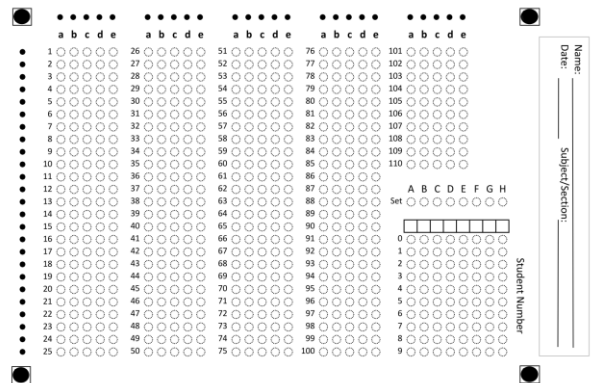 a b c d e a b c d e a b c d e a b c d e a b c d e
1 26 51 76 101
2 27 52 77 102
3 28 53 78 103
4 29 54 79 104
5 30 55 80 105
6 31 56 81 106
7 32 57 82 107
8 33 58 83 108
9 34 59 84 109
10 35 60 85 110
11 36 61 86
12 37 62 87 A B C D E F G H
13 38 63 88 Set
14 39 64 89
15 40 65 90
16 41 66 91 0
17 42 67 92 1
18 43 68 93 2
19 44 69 94 3
20 45 70 95 4
21 46 71 96 5
22 47 72 97 6
23 48 73 98 7
24 49 74 99 8
25 50 75 100 9
Student Number
Name:
Date: Subject/Section: